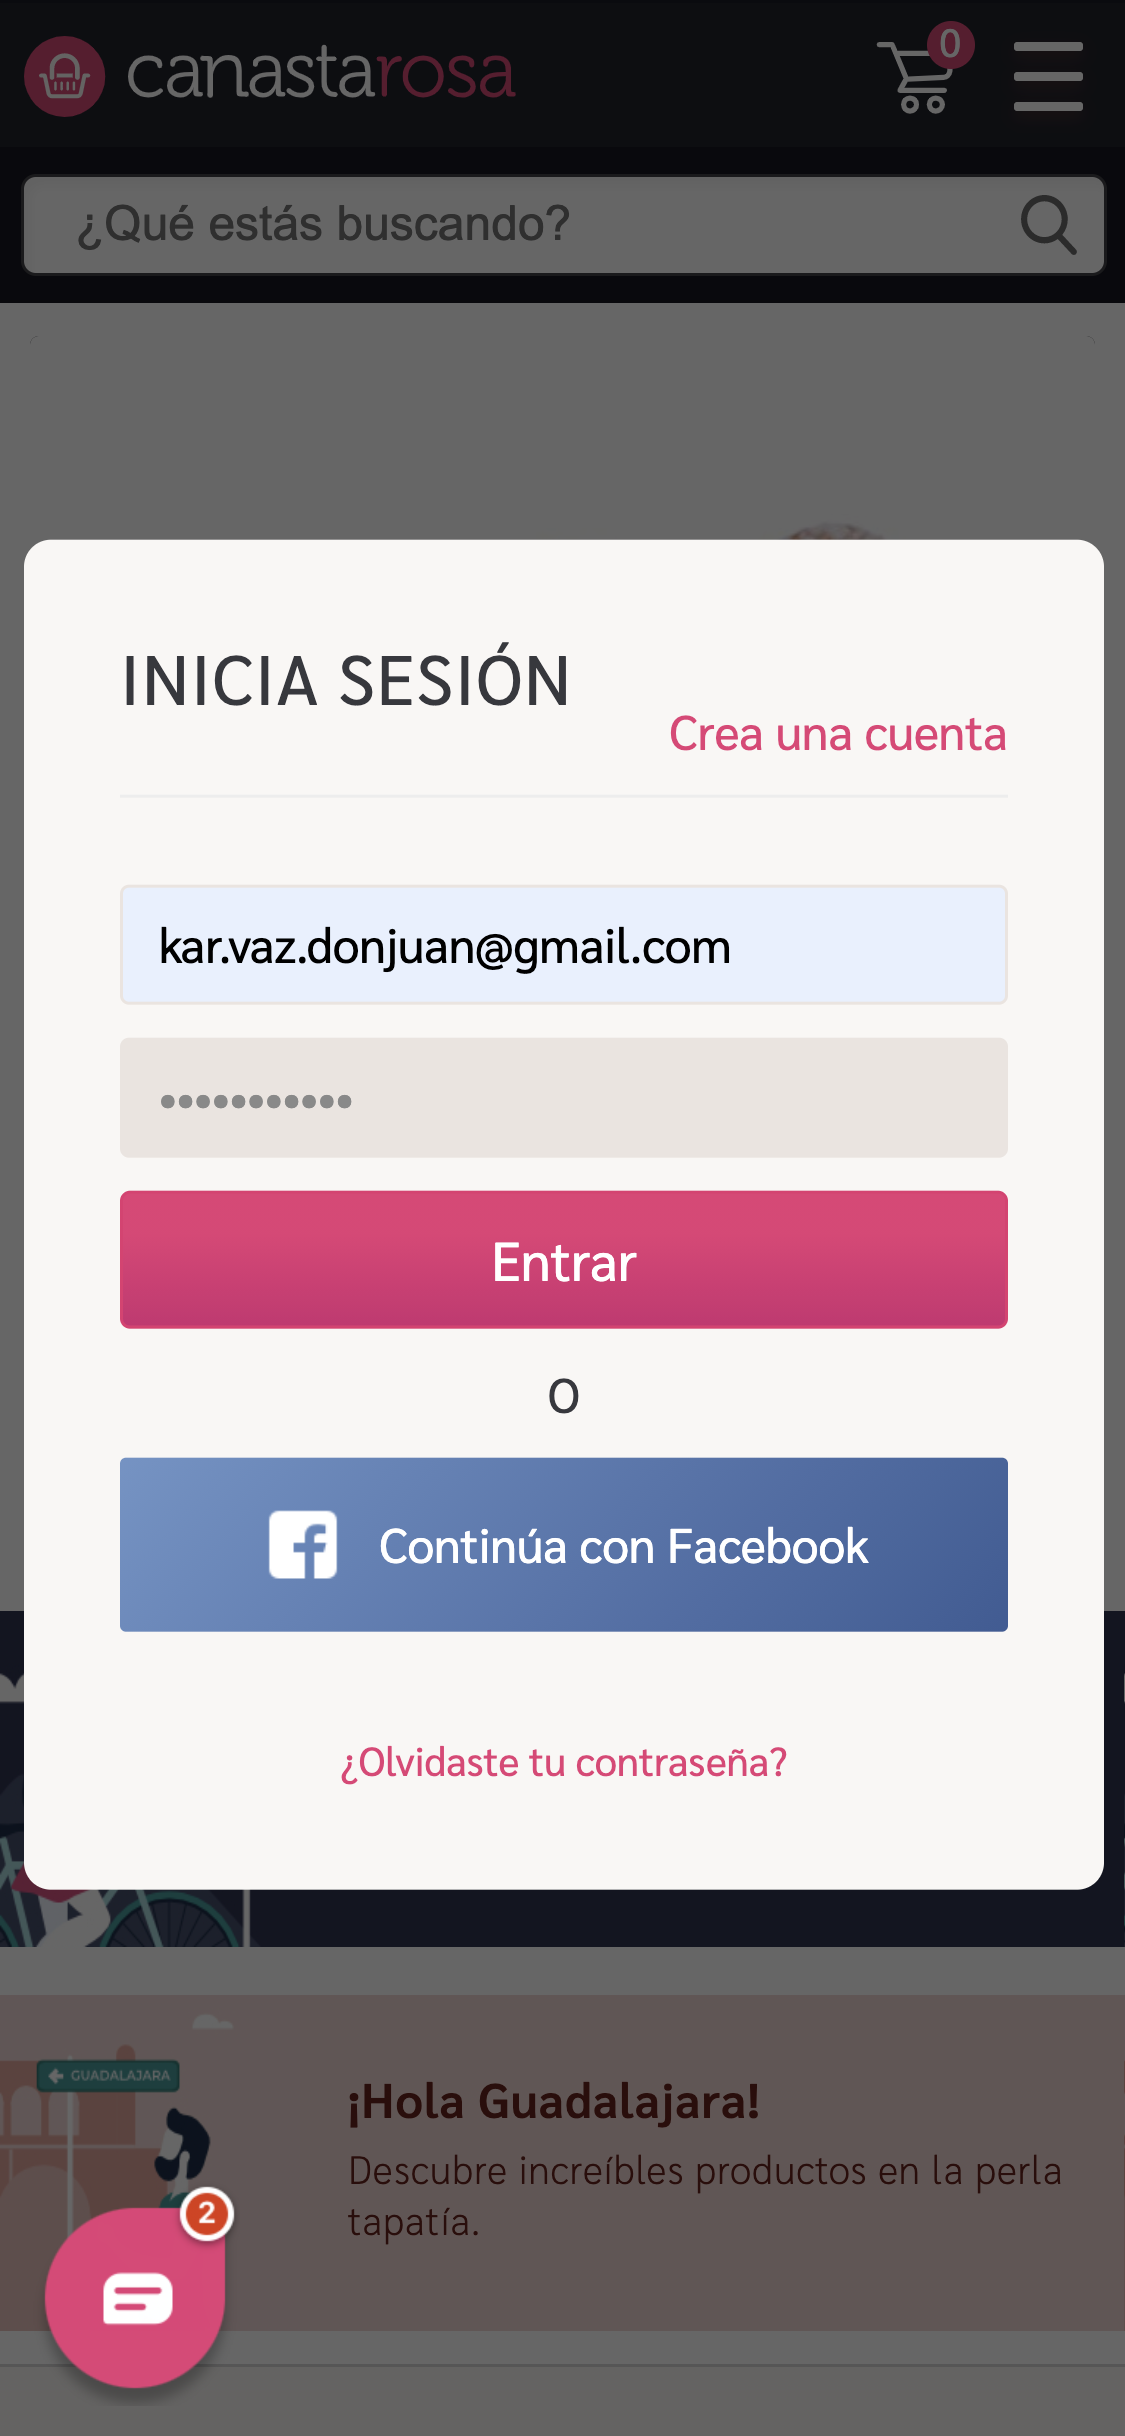 canastarosa
0
¿Qué estás buscando?
INICIA SESIÓN
Crea una cuenta
kar.vaz.donjuan@gmail.com
•••••••••••
Entrar
O
Continúa con Facebook
¿Olvidaste tu contraseña?
GUADALAJARA
¡Hola Guadalajara!
Descubre increíbles productos en la perla
tapatía.
2